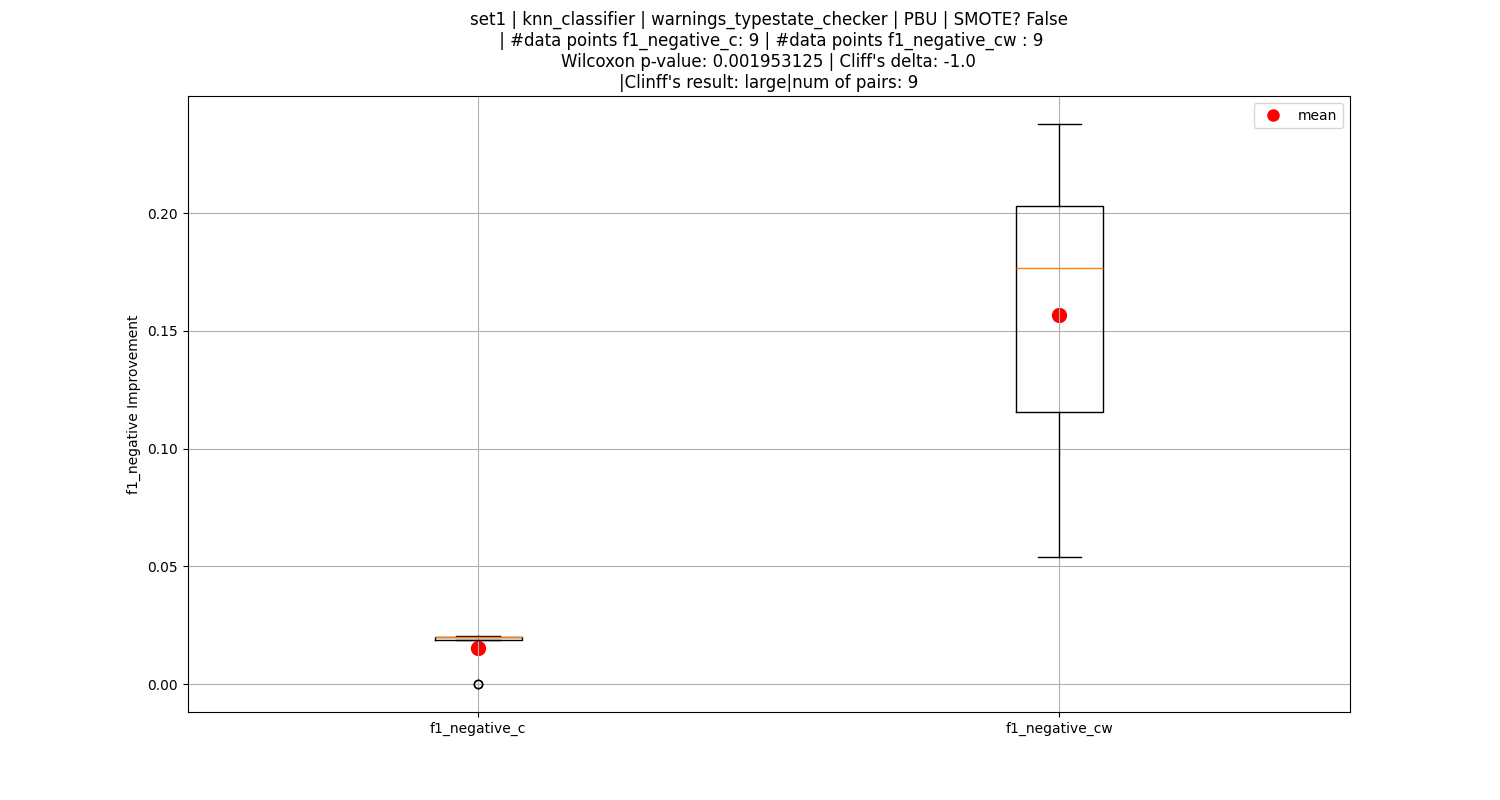 set1 | knn_classifier | warnings_typestate_checker | PBU | SMOTE? False
| #data points f1_negative_c: 9 | #data points f1_negative_cw : 9
Wilcoxon p-value: 0.001953125 | Cliff's delta: -1.0
|Clinff's result: large|num of pairs: 9
mean
0.20
0.15
0.10
0.05
0.00
f1_negative Improvement
f1_negative_c
f1_negative_cw